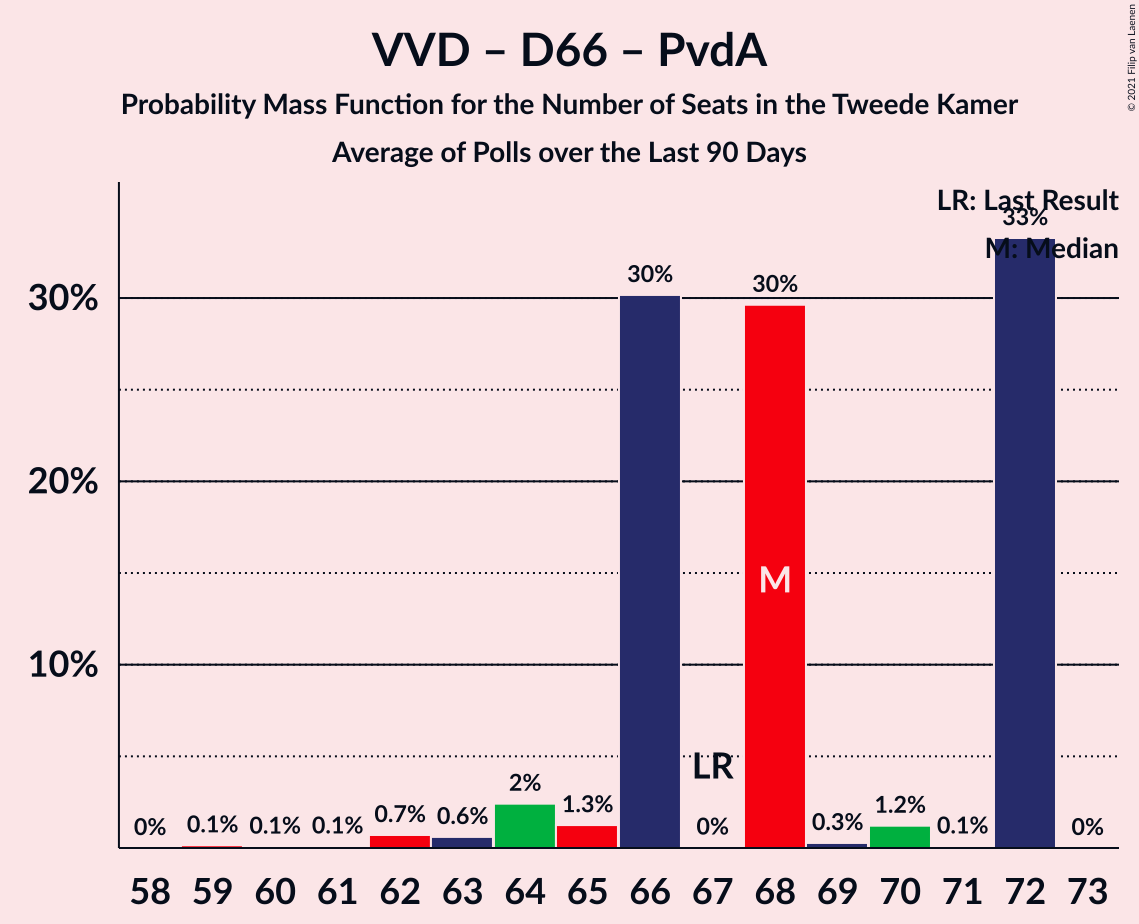 VVD – D66 – PvdA
Probability Mass Function for the Number of Seats in the Tweede Kamer
Average of Polls over the Last 90 Days
© 2021 Filip van Laenen
LR: Last Result
M: Median
33%
30%
30%
30%
20%
10%
M
LR
0%
0.1%
0.1%
0.1%
0.7%
0.6%
2%
1.3%
0%
0.3%
1.2%
0.1%
0%
58 59 60 61 62 63 64 65 66 67 68 69 70 71 72 73